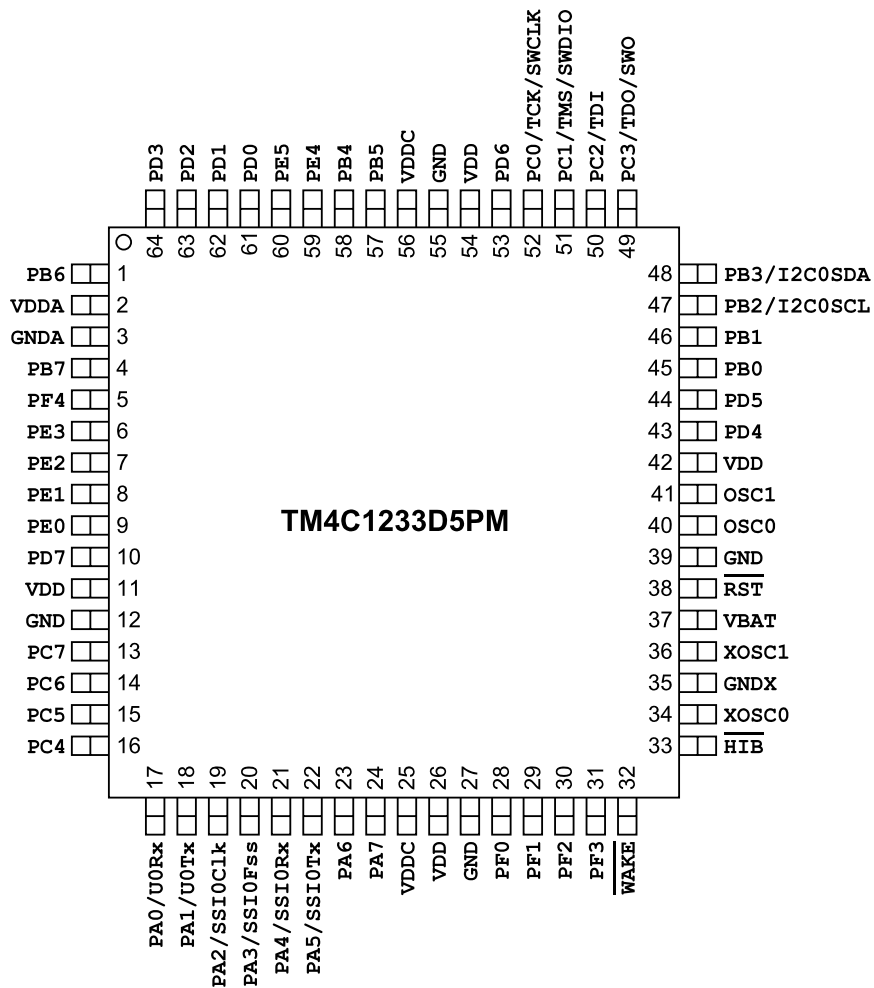 PD3
PD2
PD1
PD0
PE5
PE4
PB4
PB5
VDDC
GND
VDD
PD6
PC0/TCK/SWCLK
PC1/TMS/SWDIO
PC2/TDI
PC3/TDO/SWO
64
63
62
61
60
59
58
57
56
55
54
53
52
51
50
49
PB6 1
VDDA 2
GNDA 3
PB7 4
PF4 5
PE3 6
PE2 7
PE1 8
PE0 9
PD7 10
VDD 11
GND 12
PC7 13
PC6 14
PC5 15
PC4 16
TM4C1233D5PM
48 PB3/I2C0SDA
47 PB2/I2C0SCL
46 PB1
45 PB0
44 PD5
43 PD4
42 VDD
41 OSC1
40 OSC0
39 GND
38 RST
37 VBAT
36 XOSC1
35 GNDX
34 XOSC0
33 HIB
17
18
19
20
21
22
23
24
25
26
27
28
29
30
31
32
PA0/U0Rx
PA1/U0Tx
PA2/SSI0Clk
PA3/SSI0Fss
PA4/SSI0Rx
PA5/SSI0Tx
PA6
PA7
VDDC
VDD
GND
PF0
PF1
PF2
PF3
WAKE